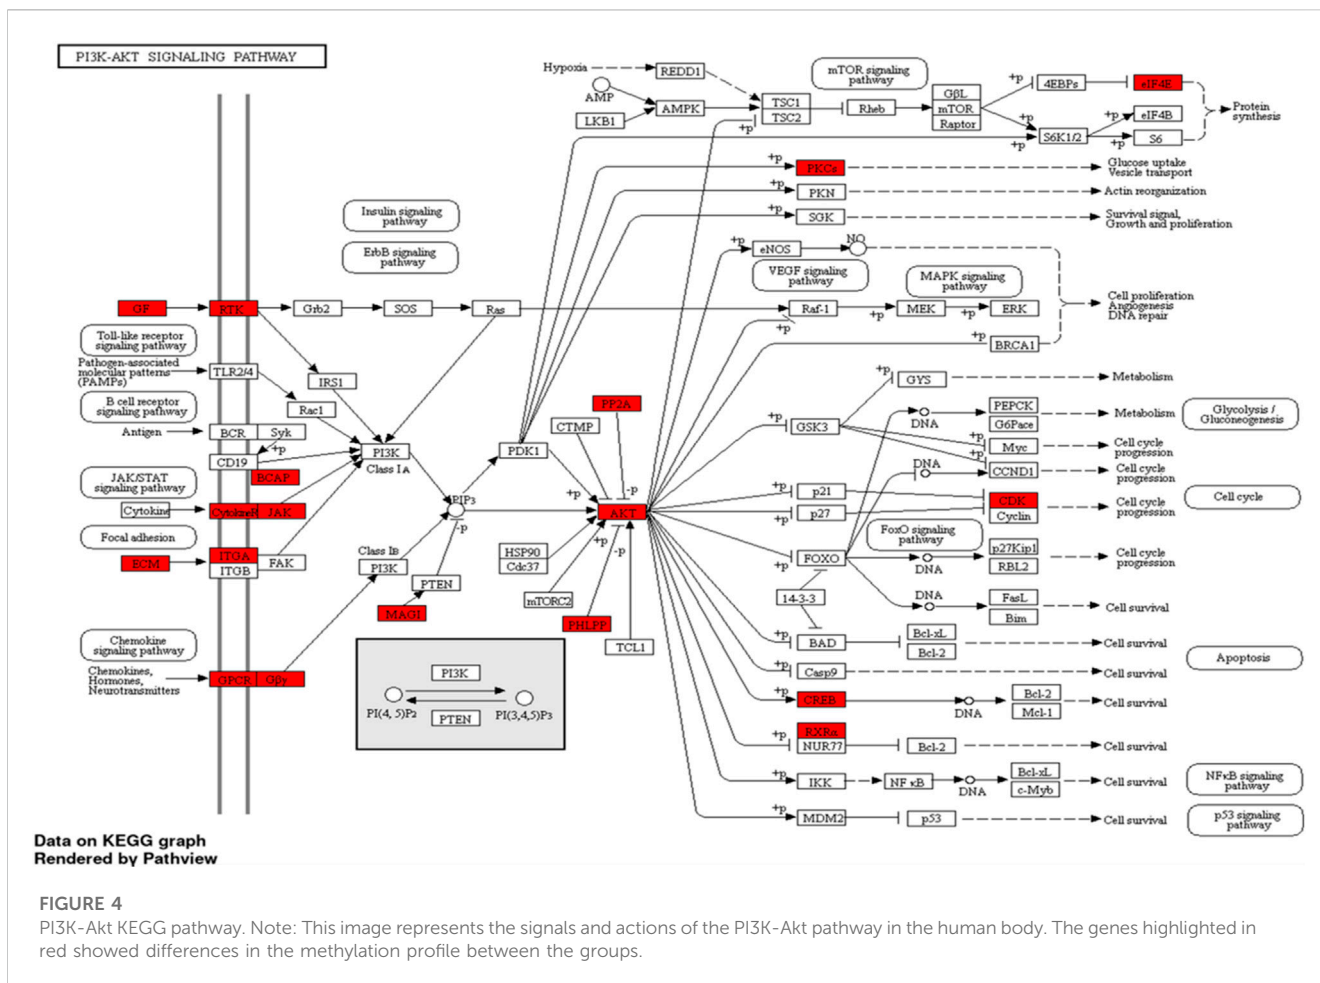 PI3K-AKT SIGNALING PATHWAY
Hypoxia
REDD1
mTOR signaling
pathway
AMP
LKB1
AMPK
TSC1
TSC2
+p
Rheb
GβL
mTOR
Raptor
+p
4EBPs
eIF4E
+p
S6K1/2
+p
+p
+p
eIF4B
S6
Protein
synthesis
+p
PKCs
Glucose uptake
Vesicle transport
+p
PKN
Actin reorganization
+p
SGK
Survival signal,
Growth and proliferation
Insulin signaling
pathway
ErbB signaling
pathway
+p
eNOS
NO
VEGF signaling
pathway
MAPK signaling
pathway
GF
RTK
Grb2
SOS
Ras
Raf-1
+p
+p
MEK
+p
ERK
Cell proliferation
Angiogenesis
DNA repair
+p
BRCA1
Toll-like receptor
signaling pathway
Pathogen-associated
molecular patterns
(PAMPs)
TLR2/4
IRS1
Rac1
B cell receptor
signaling pathway
Antigen
BCR
Syk
+p
CD19
BCAP
PI3K
Class IA
PDK1
CTMP
PP2A
+p
GYS
Metabolism
+p
GSK3
DNA
PEPCK
G6Pace
Metabolism
Glycolysis /
Gluconeogenesis
+p
Myc
Cell cycle
progression
+p
DNA
CCND1
Cell cycle
progression
JAK/STAT
signaling pathway
Cytokine
CytokineR
JAK
PIP3
-p
+p
-p
AKT
+p
p21
+p
p27
CDK
Cyclin
Cell cycle
progression
Cell cycle
Focal adhesion
ECM
ITGA
ITGB
FAK
Class IB
PI3K
PTEN
MAGI
HSP90
Cdc37
mTORC2
+p
-p
PHLPP
TCL1
FoxO signaling
pathway
+p
FOXO
DNA
p27Kip1
RBL2
Cell cycle
progression
14-3-3
DNA
FasL
Bim
Cell survival
Chemokine
signaling pathway
Chemokines,
Hormones,
Neurotransmitters
GPCR
Gβγ
PI3K
PI(4, 5)P2
PI(3,4,5)P3
PTEN
+p
BAD
Bcl-xL
Bcl-2
Cell survival
Apoptosis
+p
Casp9
Cell survival
+p
CREB
DNA
Bcl-2
Mcl-1
Cell survival
+p
RXRα
NUR77
Bcl-2
Cell survival
+p
IKK
NFκB
DNA
Bcl-xL
c-Myb
Cell survival
NFκB signaling
pathway
+p
MDM2
p53
Cell survival
p53 signaling
pathway
Data on KEGG graph
Rendered by Pathview
FIGURE 4
PI3K-Akt KEGG pathway. Note: This image represents the signals and actions of the PI3K-Akt pathway in the human body. The genes highlighted in
red showed differences in the methylation profile between the groups.